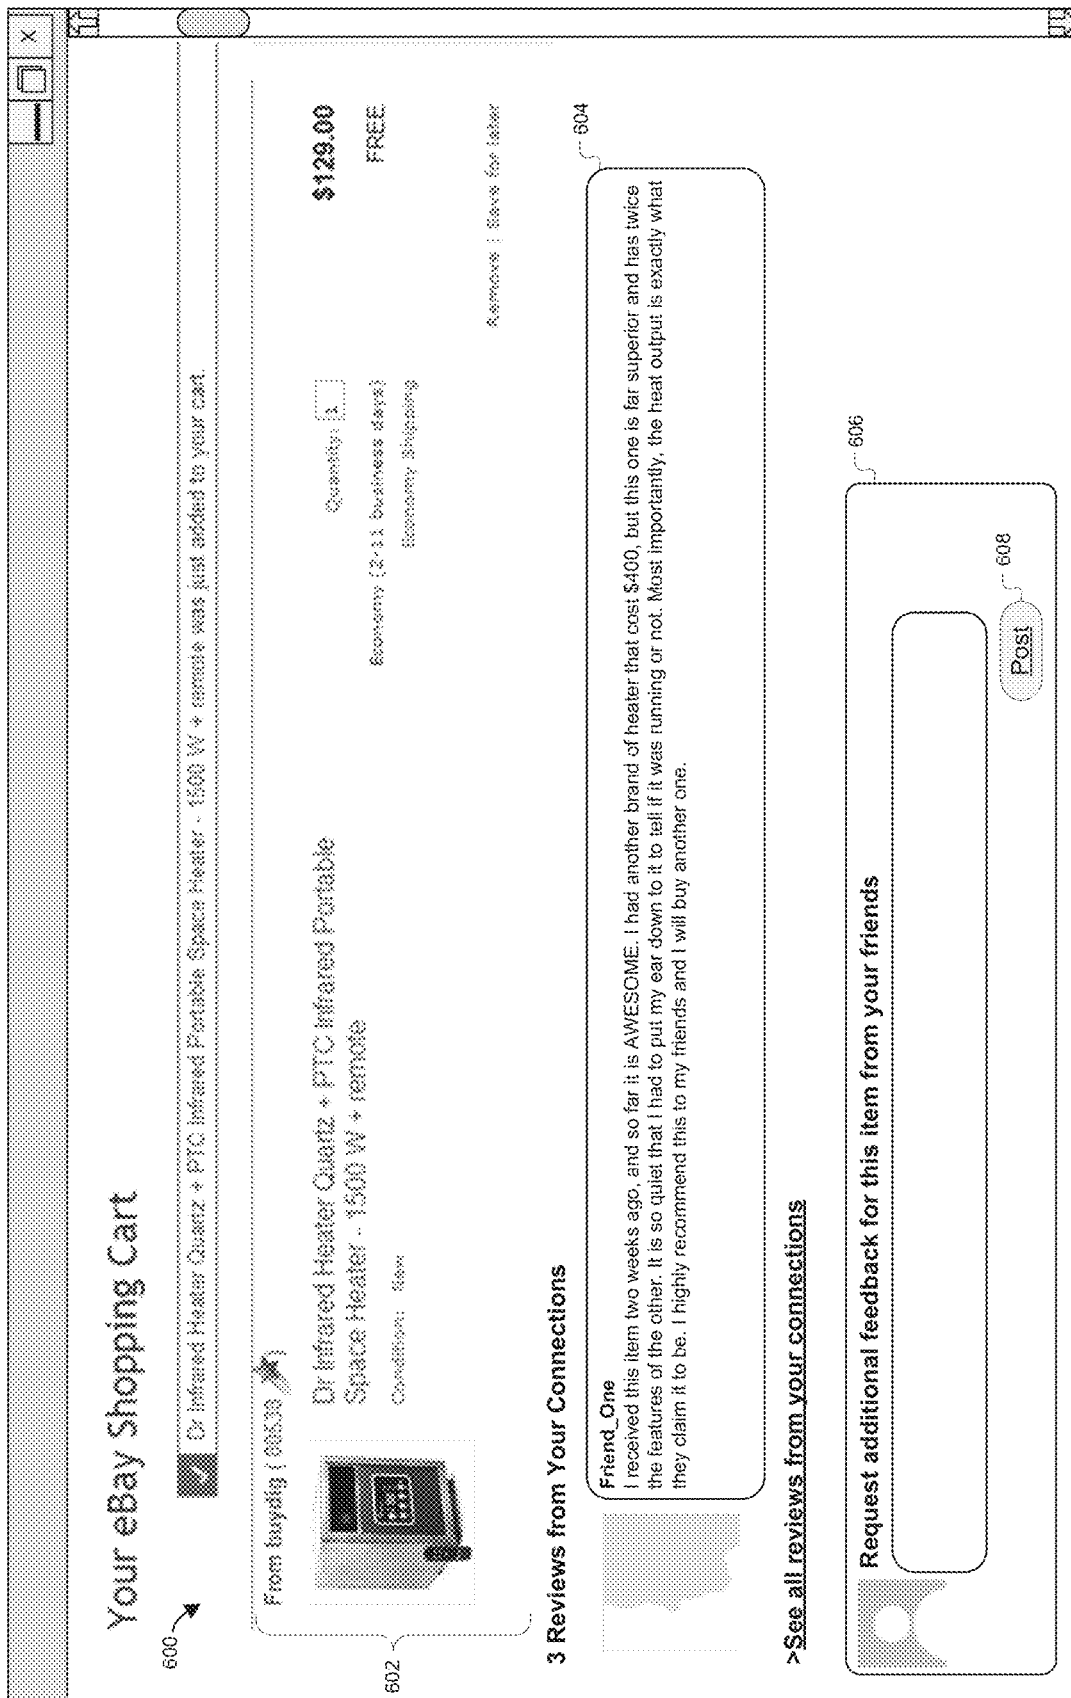 X
Your eBay Shopping Cart
600
Dr Infrared Heater Quartz + PTC Infrared Portable Space Heater - 1500 W + remote was just added to your cart.
From buydig ( 00530 )
602
Dr Infrared Heater Quartz + PTC Infrared Portable
Space Heater - 1500 W + remote
Condition: New
Quantity: 1
$129.00
Economy (2-11 business days)
FREE
Economy Shipping
Remove | Save for later
3 Reviews from Your Connections
604
Friend_One
I received this item two weeks ago, and so far it is AWESOME. I had another brand of heater that cost $400, but this one is far superior and has twice
the features of the other. It is so quiet that I had to put my ear down to it to tell if it was running or not. Most importantly, the heat output is exactly what
they claim it to be. I highly recommend this to my friends and I will buy another one.
>See all reviews from your connections
606
Request additional feedback for this item from your friends
Post
608